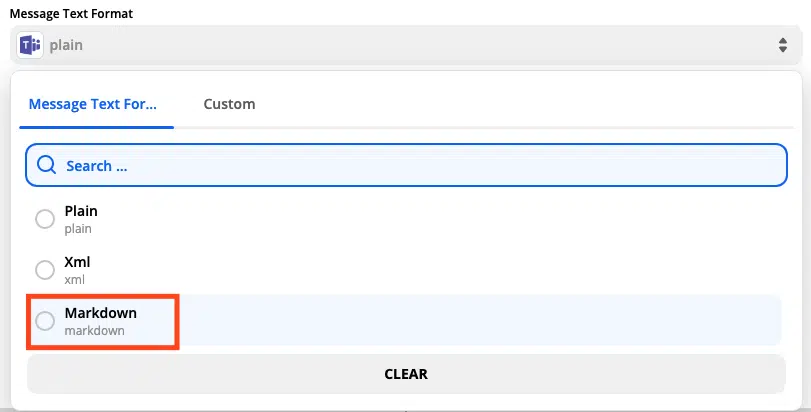 Message Text Format
plain
Message Text For... Custom
Search ...
Plain
plain
Xml
xml
Markdown
markdown
CLEAR